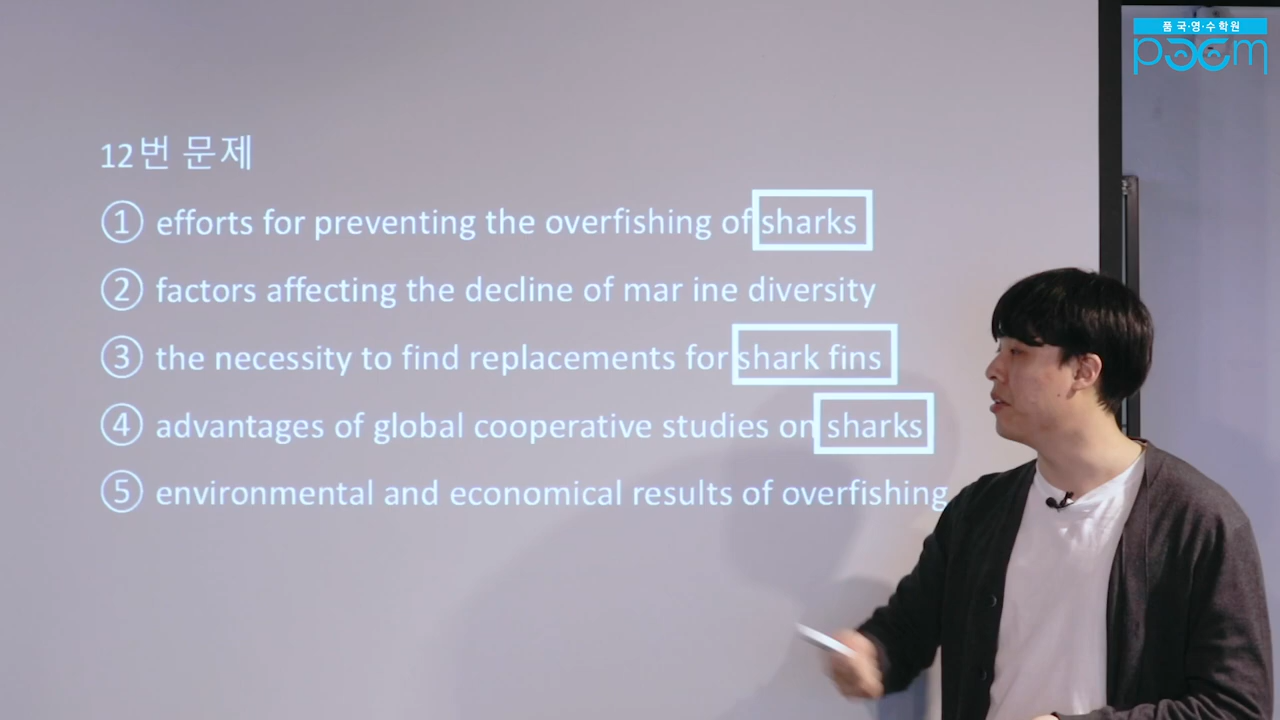 품 국·영·수 학원
poem
12번 문제
① efforts for preventing the overfishing of sharks
② factors affecting the decline of mar ine diversity
③ the necessity to find replacements for shark fins
④ advantages of global cooperative studies on sharks
⑤ environmental and economical results of overfishing